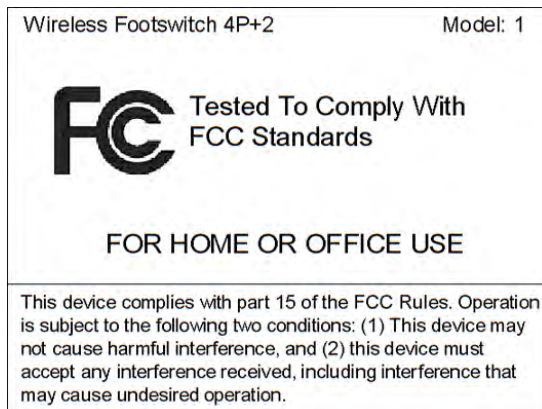 Wireless Footswitch 4P+2 Model: 1
FC
Tested To Comply With
FCC Standards
FOR HOME OR OFFICE USE
This device complies with part 15 of the FCC Rules. Operation
is subject to the following two conditions: (1) This device may
not cause harmful interference, and (2) this device must
accept any interference received, including interference that
may cause undesired operation.